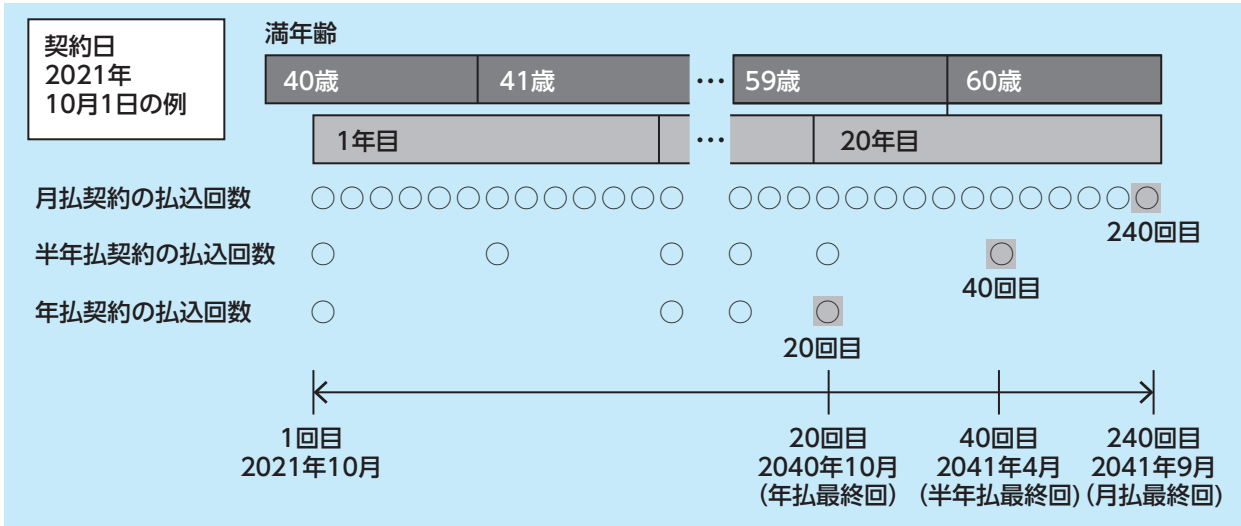 契約日
2021年
10月1日の例
満年齢
40歳 41歳 … 59歳 60歳
1年目 … 20年目
月払契約の払込回数
240回目
半年払契約の払込回数
40回目
年払契約の払込回数
20回目
1回目 20回目 40回目 240回目
2021年10月 2040年10月 2041年4月 2041年9月
(年払最終回) (半年払最終回) (月払最終回)